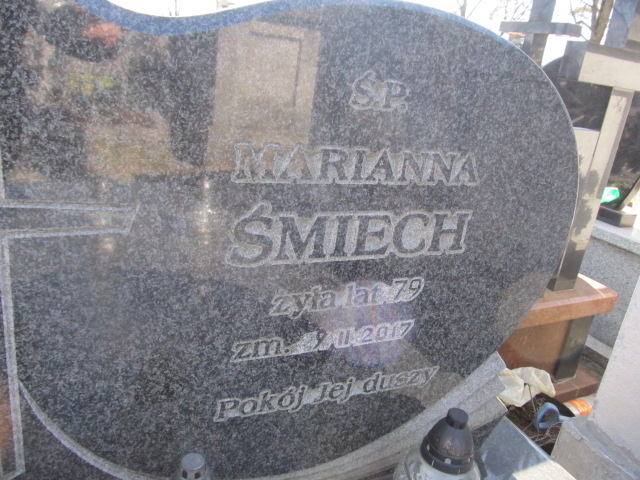 Ś.P.
MARIANNA
ŚMIECH
żyła lat 79
zm. II 2017
Pokój Jej duszy